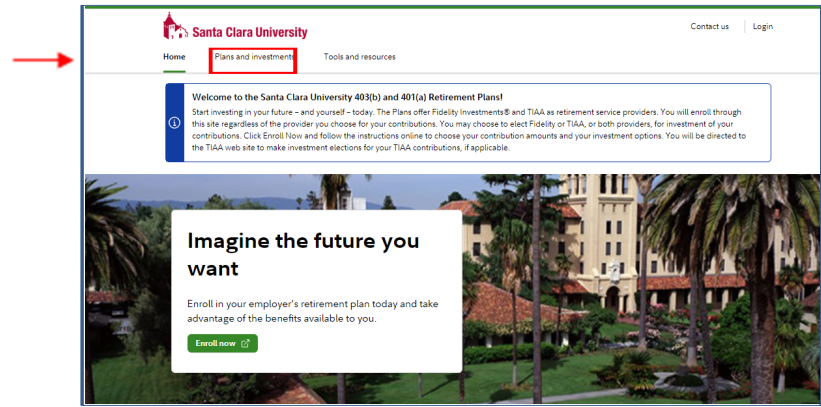 Santa Clara University
Contact us
Login
Home
Plans and investments
Tools and resources
Welcome to the Santa Clara University 403(b) and 401(a) Retirement Plans!
Start investing in your future – and yourself – today. The Plans offer Fidelity Investments® and TIAA as retirement service providers. You will enroll through
this site regardless of the provider you choose for your contributions. You may choose to elect Fidelity or TIAA, or both providers, for investment of your
contributions. Click Enroll Now and follow the instructions online to choose your contribution amounts and your investment options. You will be directed to
the TIAA web site to make investment elections for your TIAA contributions, if applicable.
Imagine the future you
want
Enroll in your employer's retirement plan today and take
advantage of the benefits available to you.
Enroll now